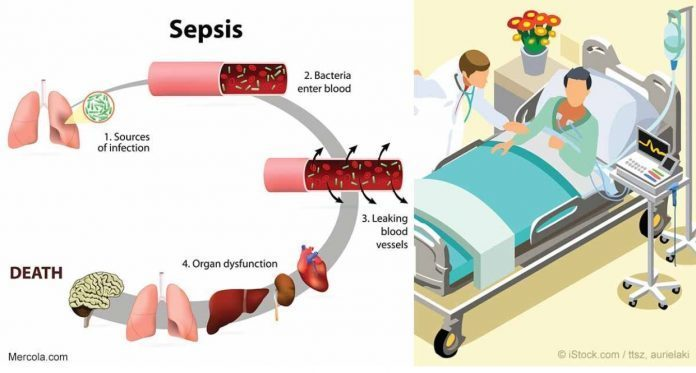 Sepsis
2. Bacteria
enter blood
1. Sources
of infection
3. Leaking
blood
vessels
4. Organ dysfunction
DEATH
Mercola.com
© iStock.com / ttsz, aurielaki